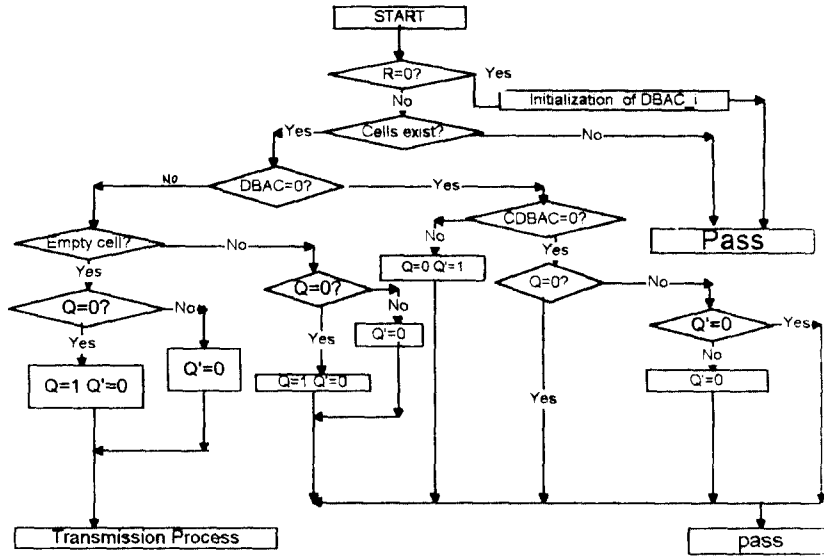 START
R=0?
Yes
No
Initialization of DBAC_i
Yes
Cells exist?
No
NO
DBAC=0?
Yes
Empty cell?
No
No
CDBAC=0?
Pass
Yes
Yes
Q=0 Q'=1
Q=0?
No
Q=0?
No
Q=0?
No
Q'=0
Yes
Yes
Q'=0
Q'=0
Yes
No
Q=1 Q'=0
Q=1 Q'=0
Q'=0
Yes
Transmission Process
pass